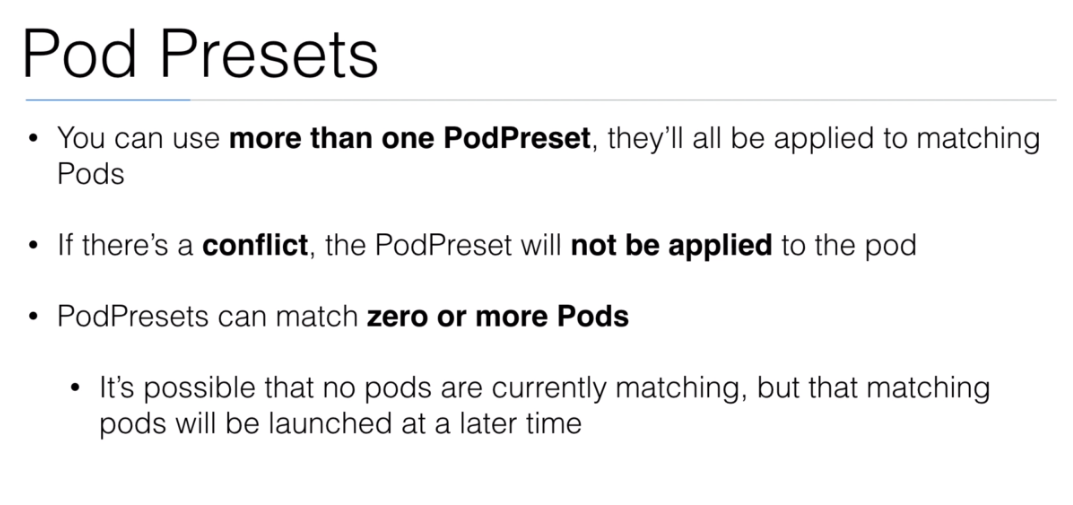 Pod Presets
• You can use more than one PodPreset, they’ll all be applied to matching
Pods
• If there’s a conflict, the PodPreset will not be applied to the pod
• PodPresets can match zero or more Pods
• It’s possible that no pods are currently matching, but that matching
pods will be launched at a later time